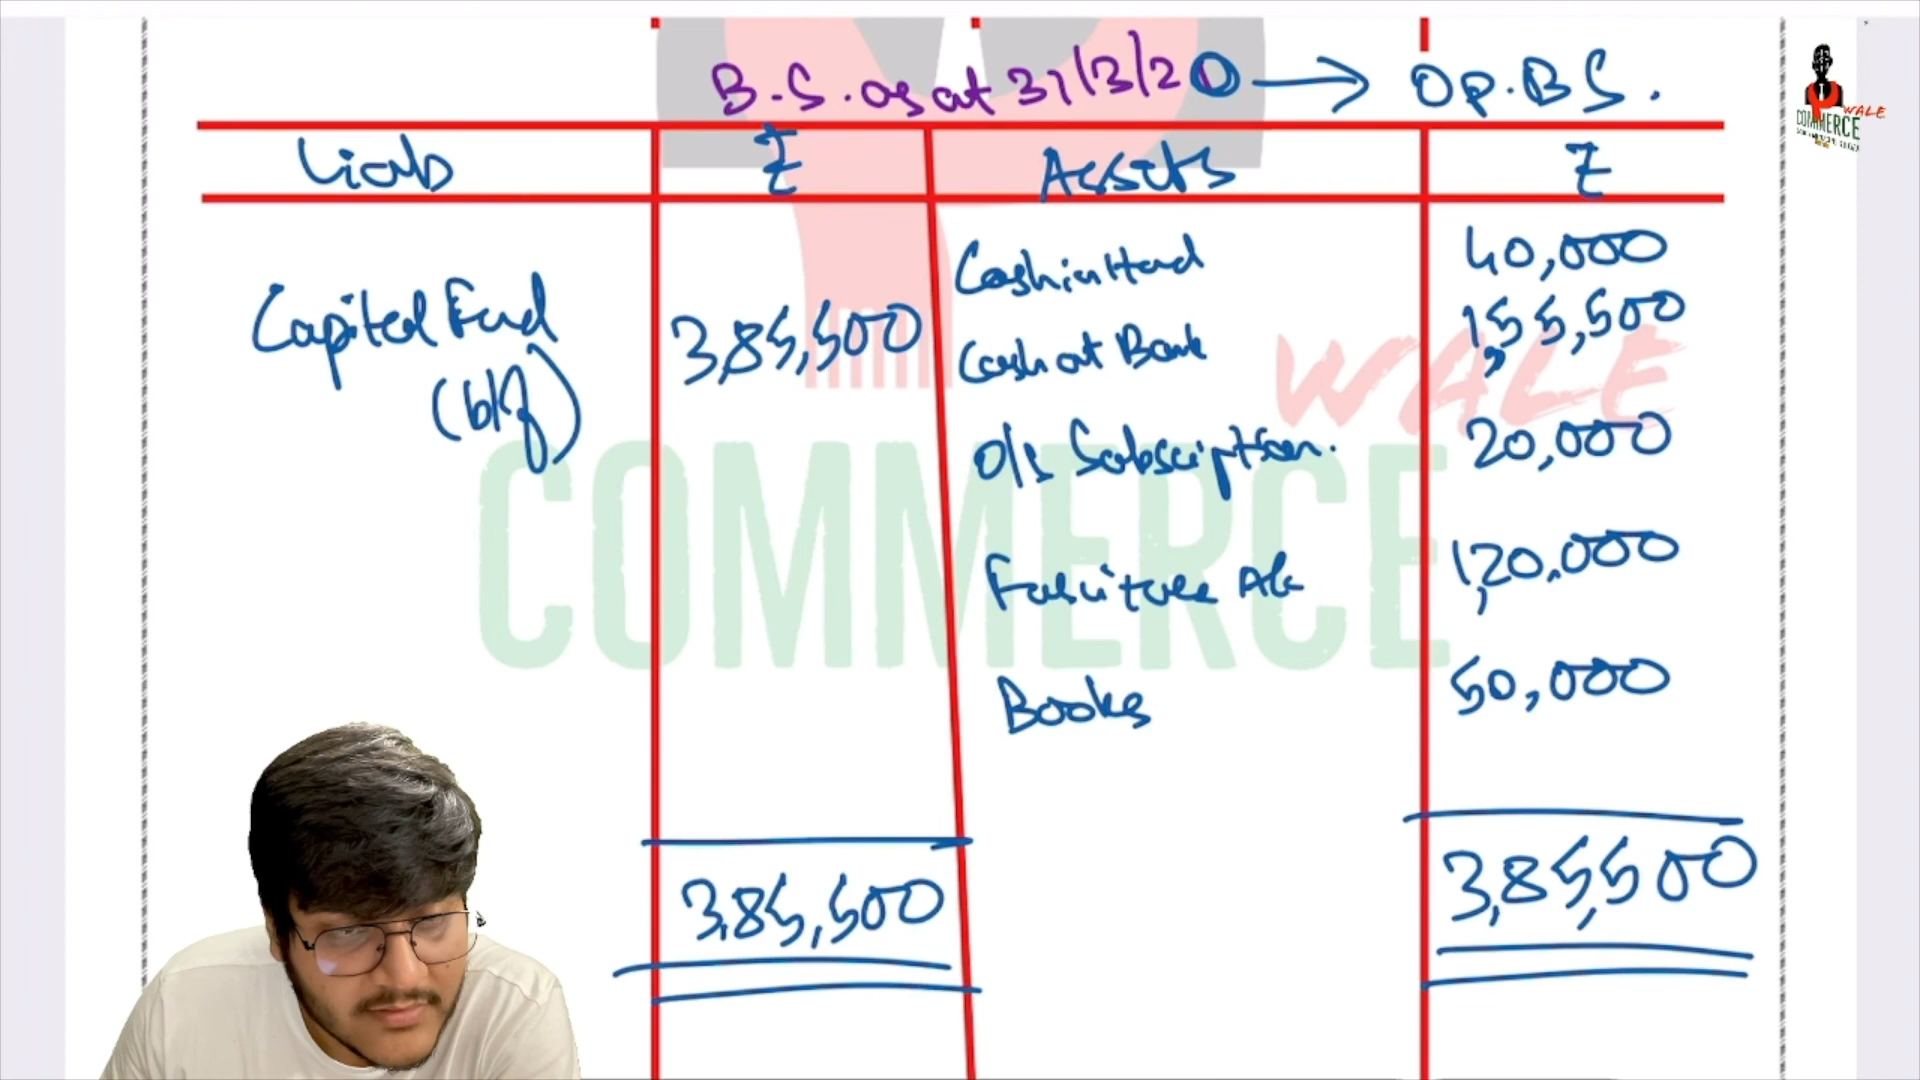 B.S. as at 31/3/20 → Op. B S.
Liab ₹ Assets ₹
Cash in Hand 40,000
Capital Fund 3,85,500 Cash at Bank 1,55,500
(b/f)
O/s Subscription. 20,000
Furniture A/c 1,20,000
Books 50,000
3,85,500 3,85,500
COMMERCE
WALE
COMMERCE
WALE